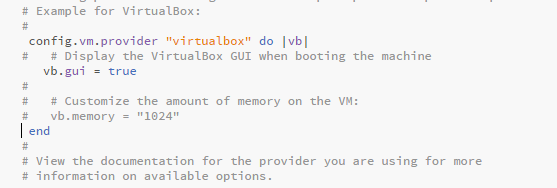 # Example for VirtualBox:
#
config.vm.provider "virtualbox" do |vb|
#   # Display the VirtualBox GUI when booting the machine
vb.gui = true
#
#   # Customize the amount of memory on the VM:
#   vb.memory = "1024"
end
#
# View the documentation for the provider you are using for more
# information on available options.